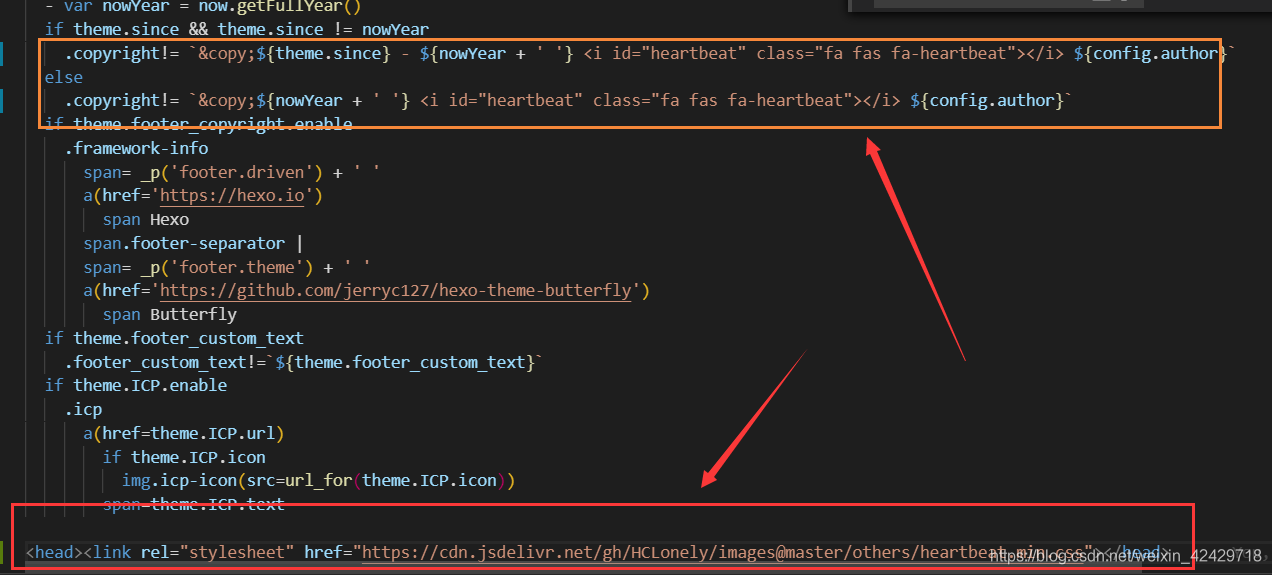 - var nowYear = now.getFullYear()
if theme.since && theme.since != nowYear
.copyright!= `&copy;${theme.since} - ${nowYear + ' '} <i id="heartbeat" class="fa fas fa-heartbeat"></i> ${config.author}`
else
.copyright!= `&copy;${nowYear + ' '} <i id="heartbeat" class="fa fas fa-heartbeat"></i> ${config.author}`
if theme.footer_copyright.enable
.framework-info
span= _p('footer.driven') + ' '
a(href='https://hexo.io')
span Hexo
span.footer-separator |
span= _p('footer.theme') + ' '
a(href='https://github.com/jerryc127/hexo-theme-butterfly')
span Butterfly
if theme.footer_custom_text
.footer_custom_text!=`${theme.footer_custom_text}`
if theme.ICP.enable
.icp
a(href=theme.ICP.url)
if theme.ICP.icon
img.icp-icon(src=url_for(theme.ICP.icon))
span=theme.ICP.text
<head><link rel="stylesheet" href="https://cdn.jsdelivr.net/gh/HCLonely/images@master/others/heartbeat.min.css"></head>
https://blog.csdn.net/weixin_42429718